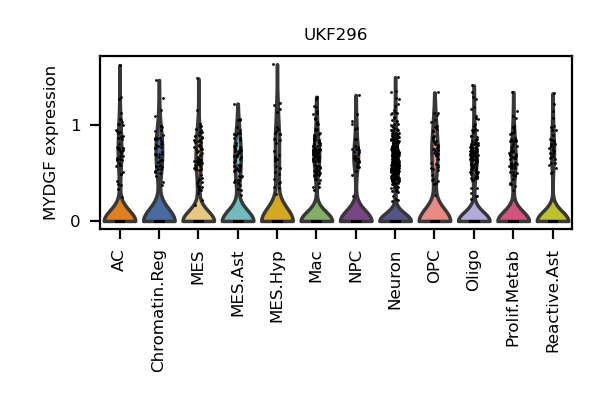 UKF296
MYDGF expression
1
0
AC
Chromatin.Reg
MES
MES.Ast
MES.Hyp
Mac
NPC
Neuron
OPC
Oligo
Prolif.Metab
Reactive.Ast